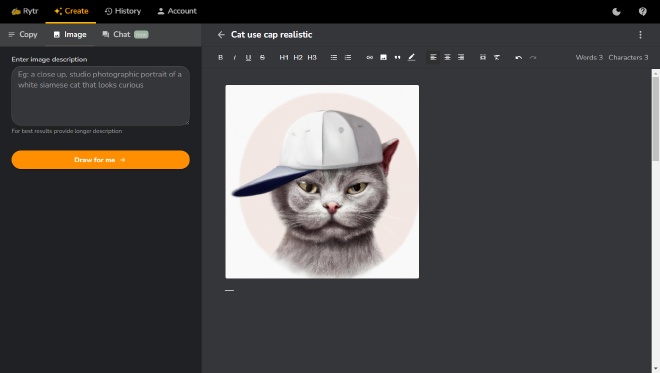 Rytr
Create
History
Account
Copy
Image
Chat
Cat use cap realistic
B I U S H1 H2 H3
Words 3 Characters 3
Enter image description
Eg: a close up, studio photographic portrait of a
white siamese cat that looks curious
For best results provide longer description
Draw for me →